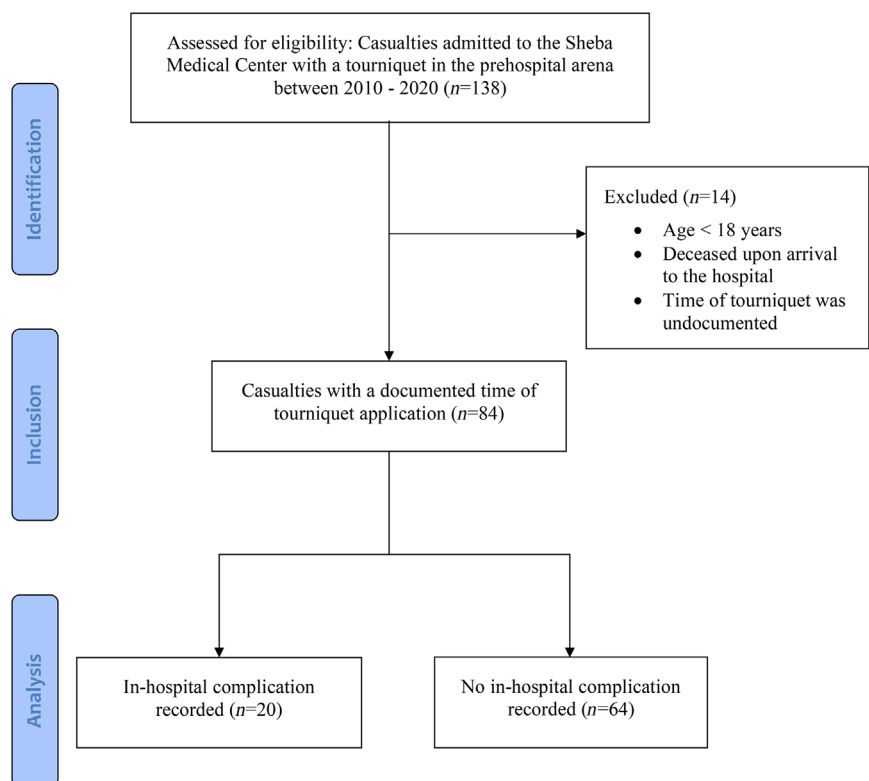 Assessed for eligibility: Casualties admitted to the Sheba
Medical Center with a tourniquet in the prehospital arena
between 2010 - 2020 (n=138)
Identification
Excluded (n=14)
• Age < 18 years
• Deceased upon arrival
to the hospital
• Time of tourniquet was
undocumented
Inclusion
Casualties with a documented time of
tourniquet application (n=84)
Analysis
In-hospital complication
recorded (n=20)
No in-hospital complication
recorded (n=64)